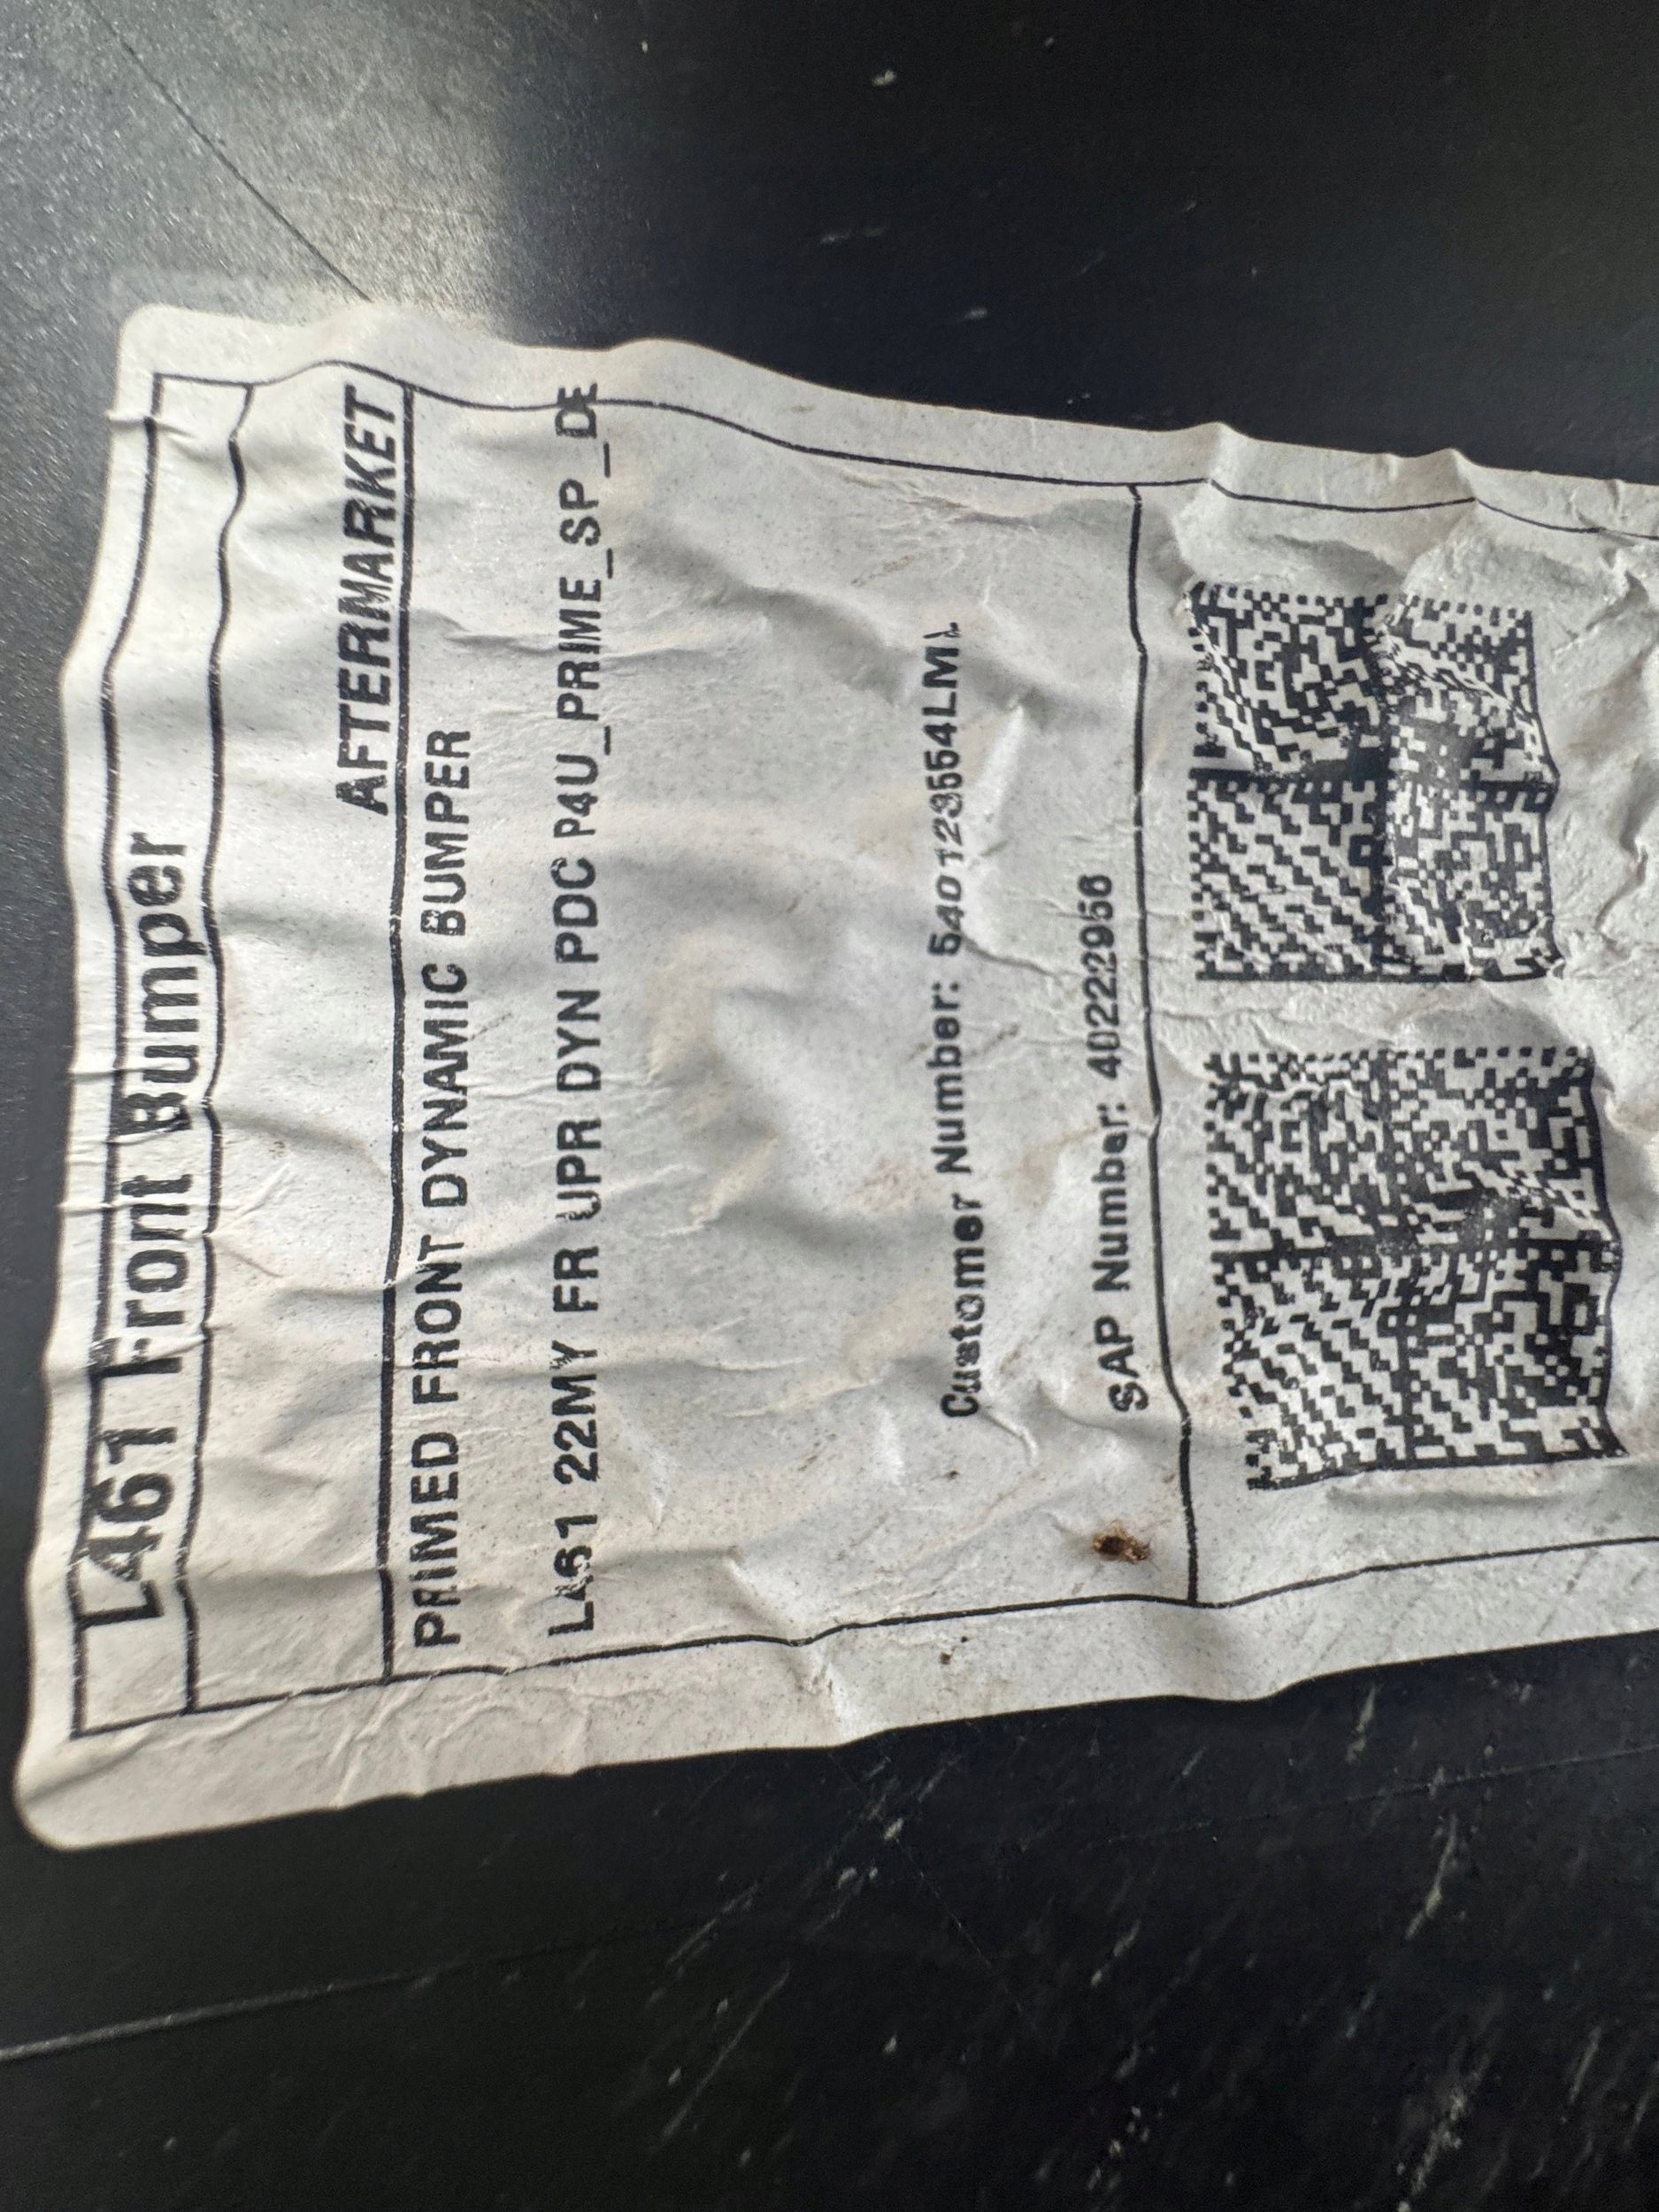 L461 Front Bumper
AFTERMARKET
PRIMED FRONT DYNAMIC BUMPER
L461 22MY FR UPR DYN PDC P4U_PRIME_SP_DE
Customer Number:
SAP Number: 40222956